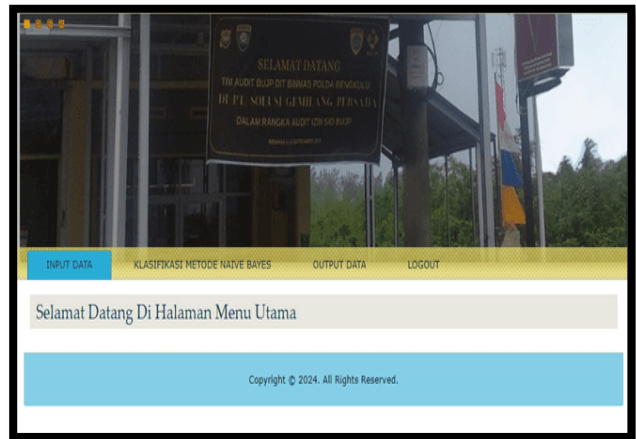 SELAMAT DATANG
TIM AUDIT BUJP DIT BINMAS POLDA BENGKULU
DI PT. SOLUSI GEMILANG PERSADA
DALAM RANGKA AUDIT IZIN SIO BUJP
INPUT DATA
KLASIFIKASI METODE NAIVE BAYES
OUTPUT DATA
LOGOUT
Selamat Datang Di Halaman Menu Utama
Copyright © 2024. All Rights Reserved.